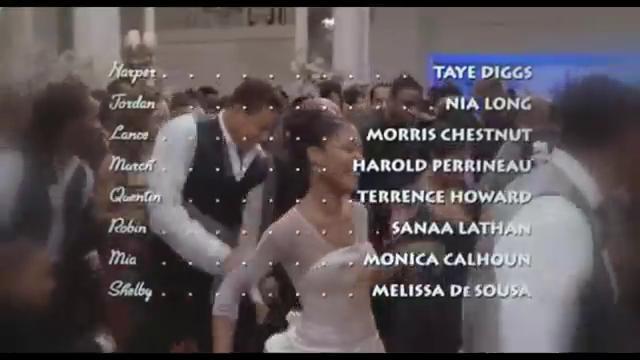 Harper . . . . . . . . . TAYE DIGGS
Jordan . . . . . . . . . NIA LONG
Lance . . . . . . . MORRIS CHESTNUT
Murch . . . . . . . HAROLD PERRINEAU
Quentin . . . . . . . TERRENCE HOWARD
Robin . . . . . . . . SANAA LATHAN
Mia . . . . . . . MONICA CALHOUN
Shelby . . . . . . . MELISSA DE SOUSA